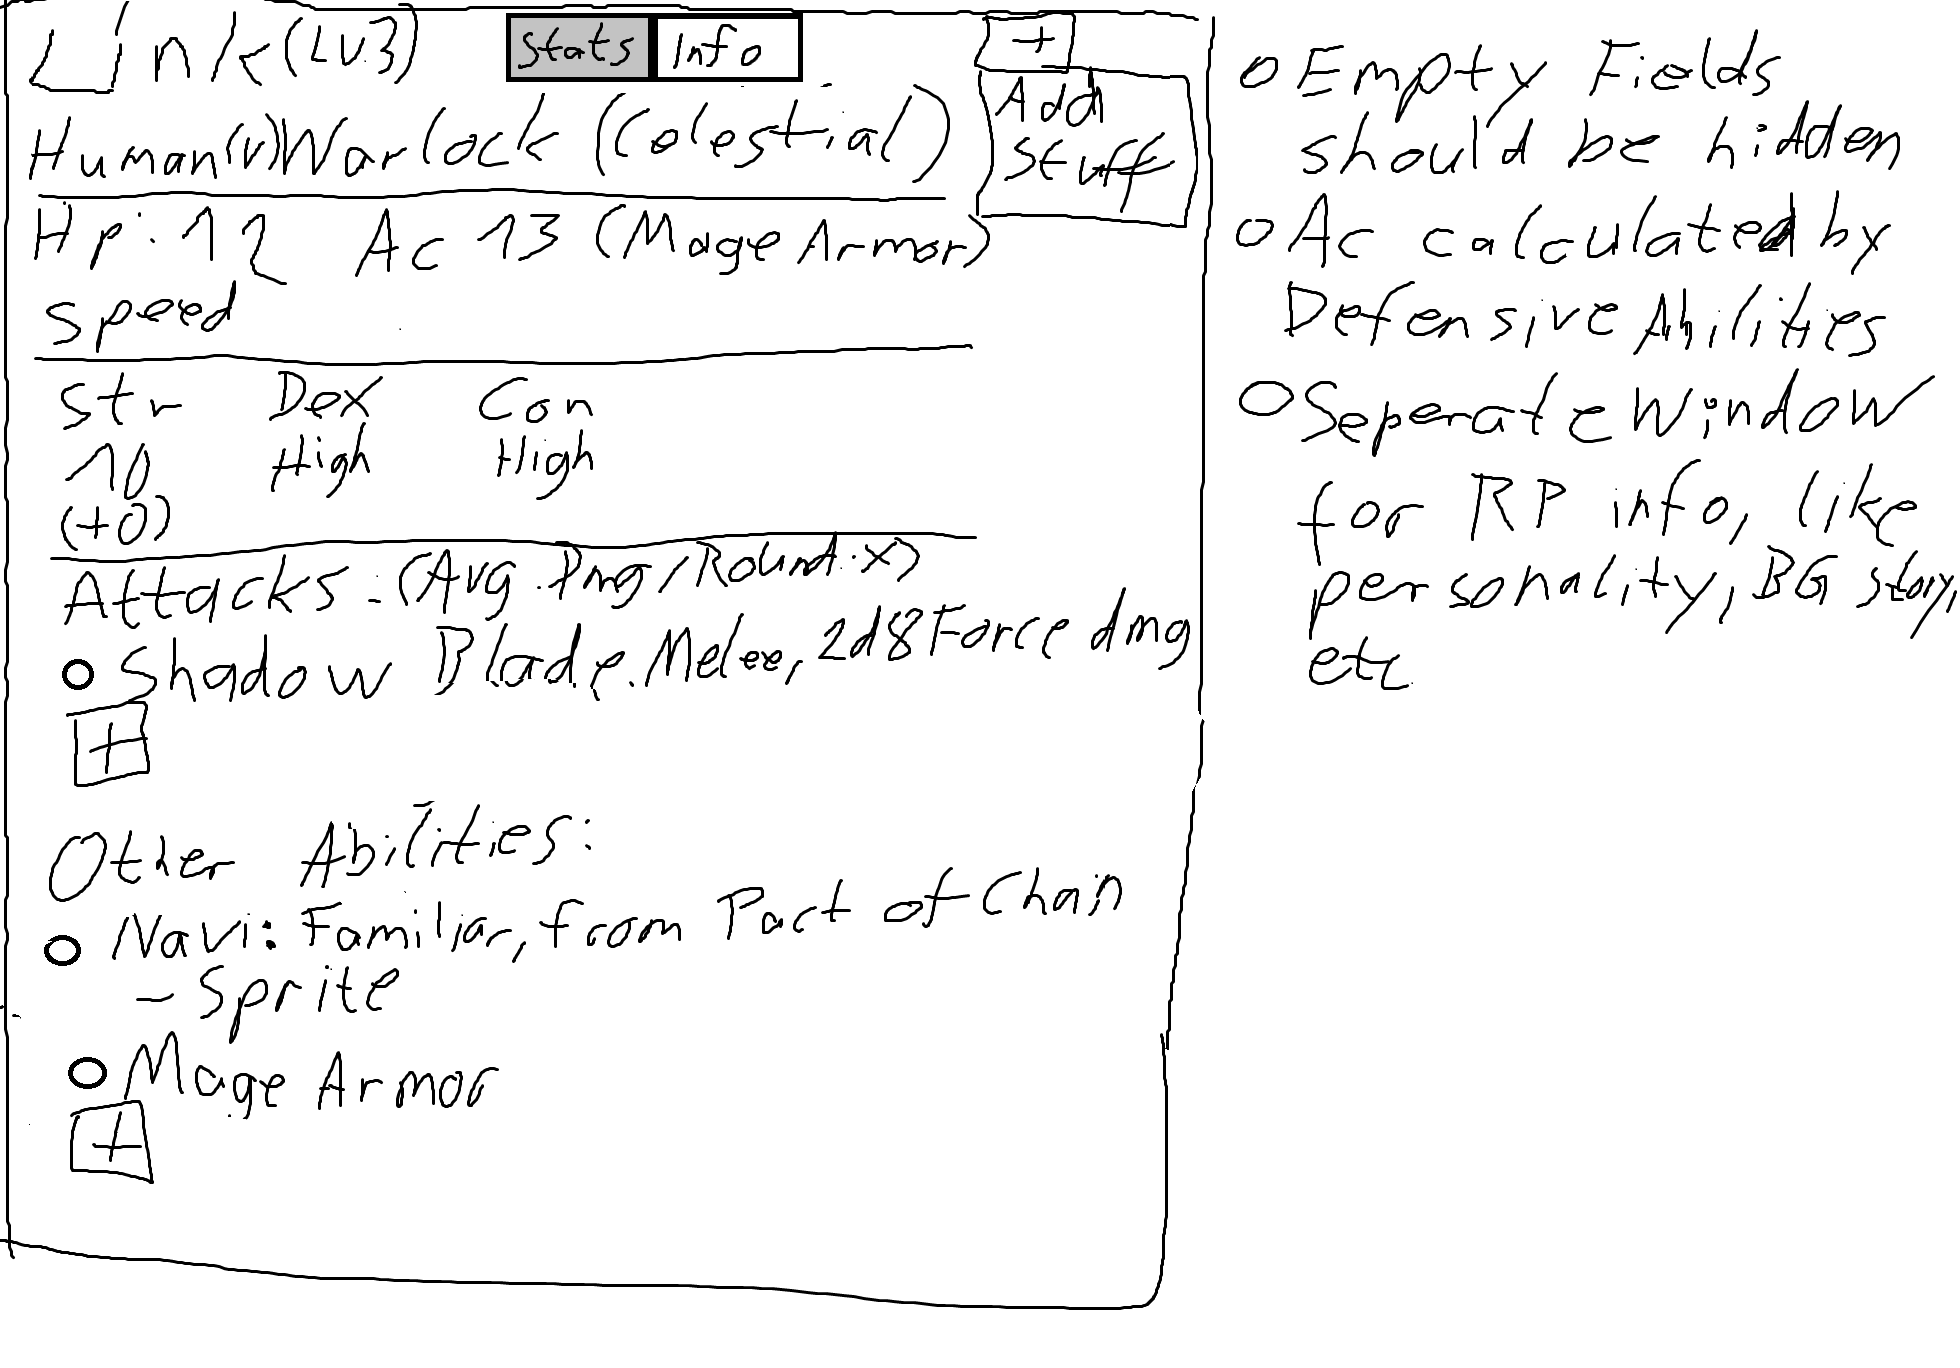 Link (Lv.3)
Stats Info
+
Add
Stuff
Human(v) Warlock (Celestial)
Hp: 12 Ac 13 (Mage Armor)
speed
Str Dex Con
10 High High
(+0)
Attacks: (Avg. Dmg/Round: x)
o Shadow Blade. Melee, 2d8 Force dmg
+
Other Abilities:
o Navi: Familiar, from Pact of Chain
- Sprite
o Mage Armor
+
o Empty Fields
should be hidden
o Ac calculated by
Defensive Abilities
o Seperate Window
for RP info, like
personality, BG story,
etc.